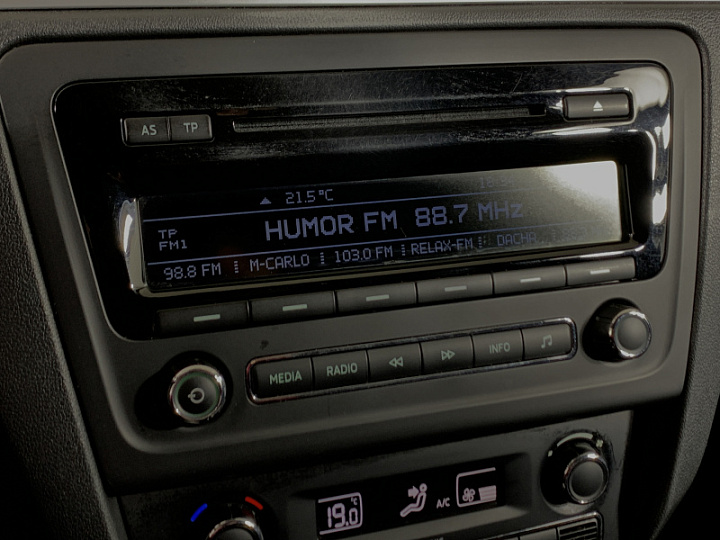 AS TP
21.5°C
TP
HUMOR FM 88.7 MHz
FM1
98.8 FM M-CARLO 103.0 FM RELAX-FM DACHA
MEDIA RADIO INFO
19.0 °C A/C